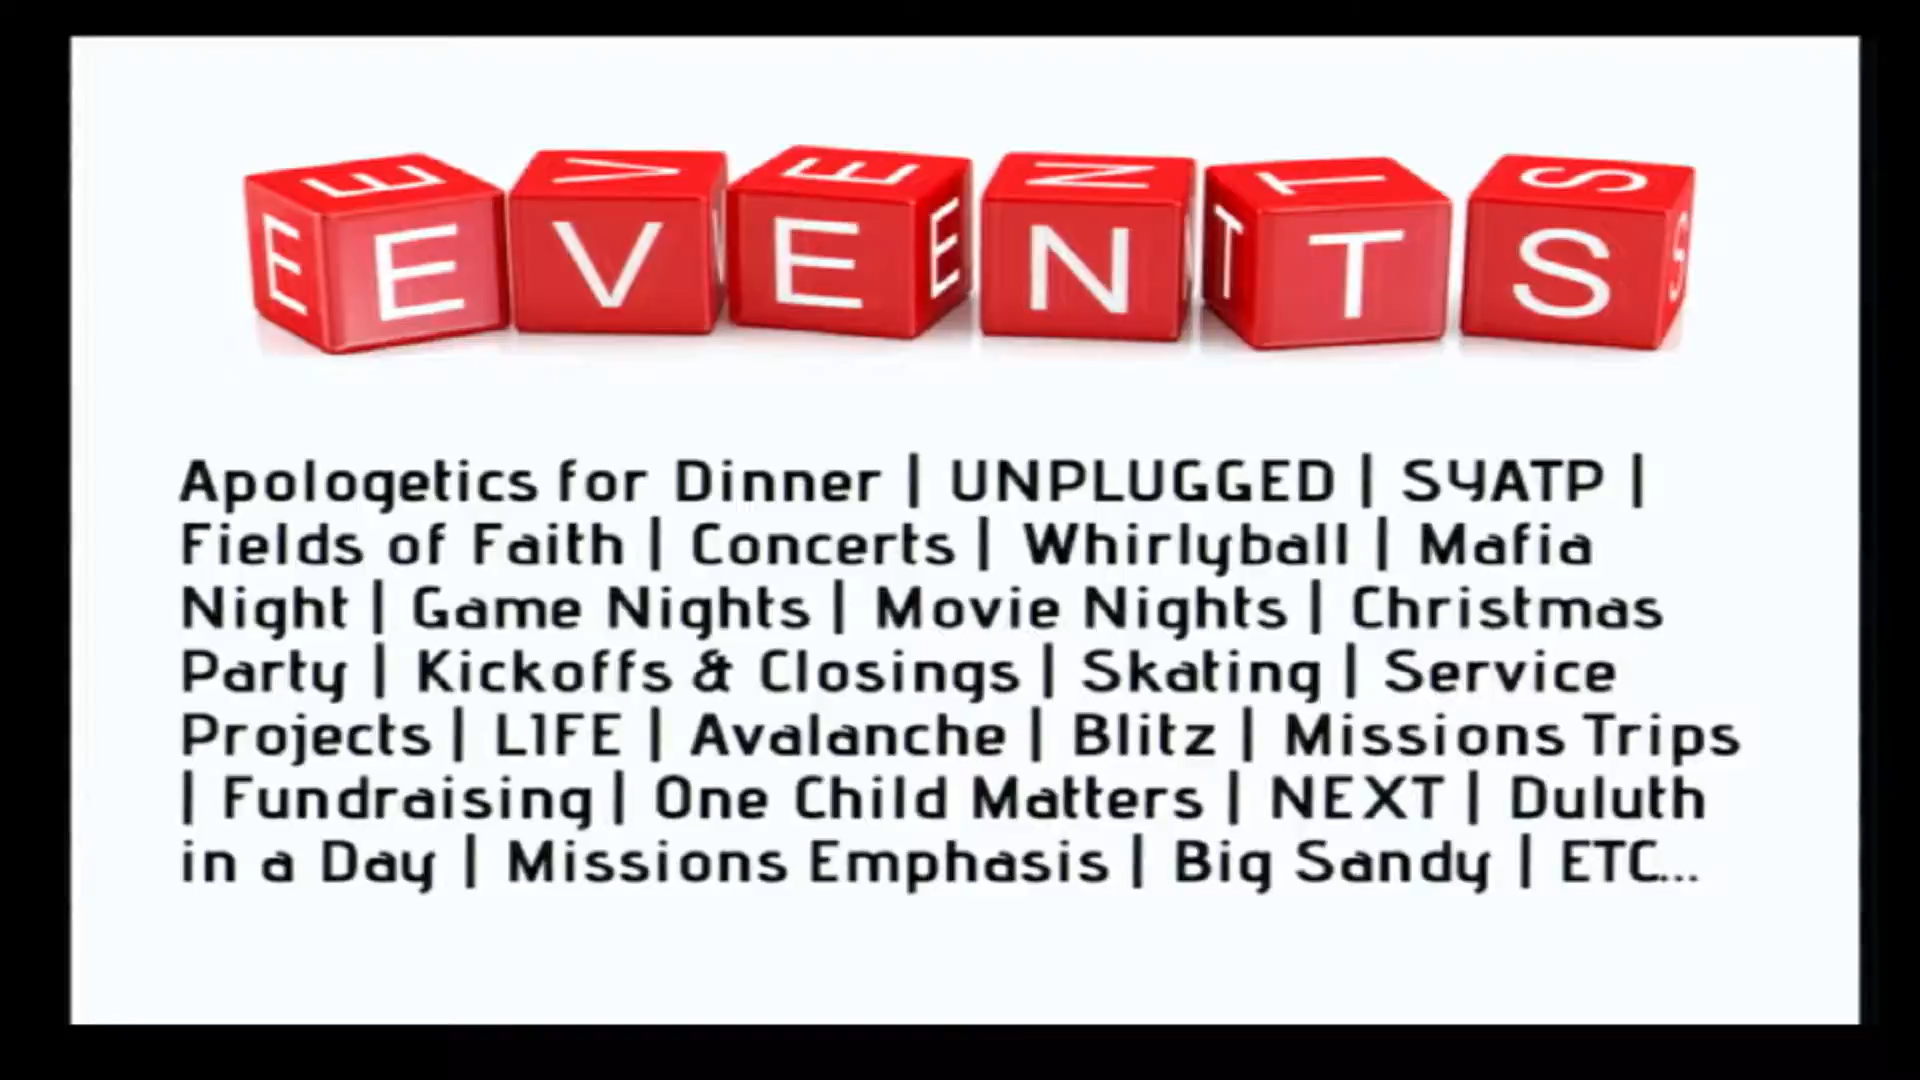 EVENTS
Apologetics for Dinner | UNPLUGGED | SYATP |
Fields of Faith | Concerts | Whirlyball | Mafia
Night | Game Nights | Movie Nights | Christmas
Party | Kickoffs & Closings | Skating | Service
Projects | L1FE | Avalanche | Blitz | Missions Trips
| Fundraising | One Child Matters | NEXT | Duluth
in a Day | Missions Emphasis | Big Sandy | ETC...